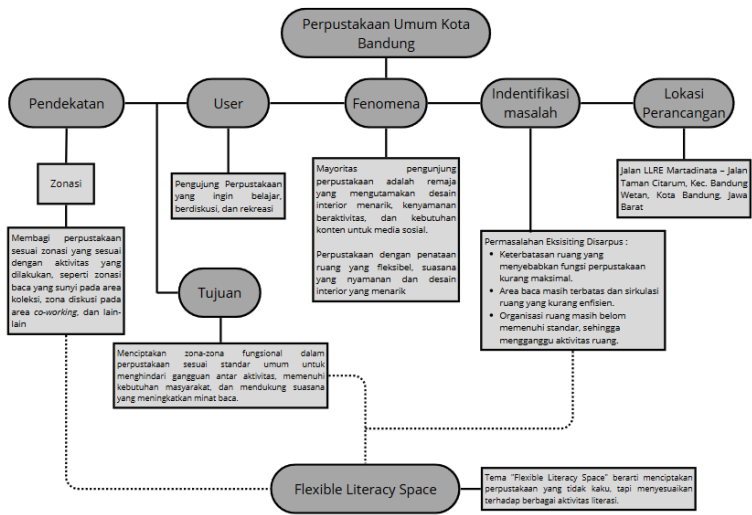 Perpustakaan Umum Kota
Bandung
Pendekatan
User
Fenomena
Indentifikasi
masalah
Lokasi
Perancangan
Zonasi
Membagi perpustakaan
sesuai zonasi yang sesuai
dengan aktivitas yang
dilakukan, seperti zonasi
baca yang sunyi pada area
koleksi, zona diskusi pada
area co-working, dan lain-
lain
Pengujung Perpustakaan
yang ingin belajar,
berdiskusi, dan rekreasi
Mayoritas pengunjung
perpustakaan adalah remaja
yang mengutamakan desain
interior menarik, kenyamanan
beraktivitas, dan kebutuhan
konten untuk media sosial.
Perpustakaan dengan penataan
ruang yang fleksibel, suasana
yang nyamanan dan desain
interior yang menarik
Permasalahan Eksisiting Disarpus :
• Keterbatasan ruang yang
menyebabkan fungsi perpustakaan
kurang maksimal.
• Area baca masih terbatas dan sirkulasi
ruang yang kurang enfisien.
• Organisasi ruang masih belom
memenuhi standar, sehingga
mengganggu aktivitas ruang.
Jalan LLRE Martadinata – Jalan
Taman Citarum, Kec. Bandung
Wetan, Kota Bandung, Jawa
Barat
Tujuan
Menciptakan zona-zona fungsional dalam
perpustakaan sesuai standar umum untuk
menghindari gangguan antar aktivitas, memenuhi
kebutuhan masyarakat, dan mendukung suasana
yang meningkatkan minat baca.
Flexible Literacy Space
Tema “Flexible Literacy Space” berarti menciptakan
perpustakaan yang tidak kaku, tapi menyesuaikan
terhadap berbagai aktivitas literasi.